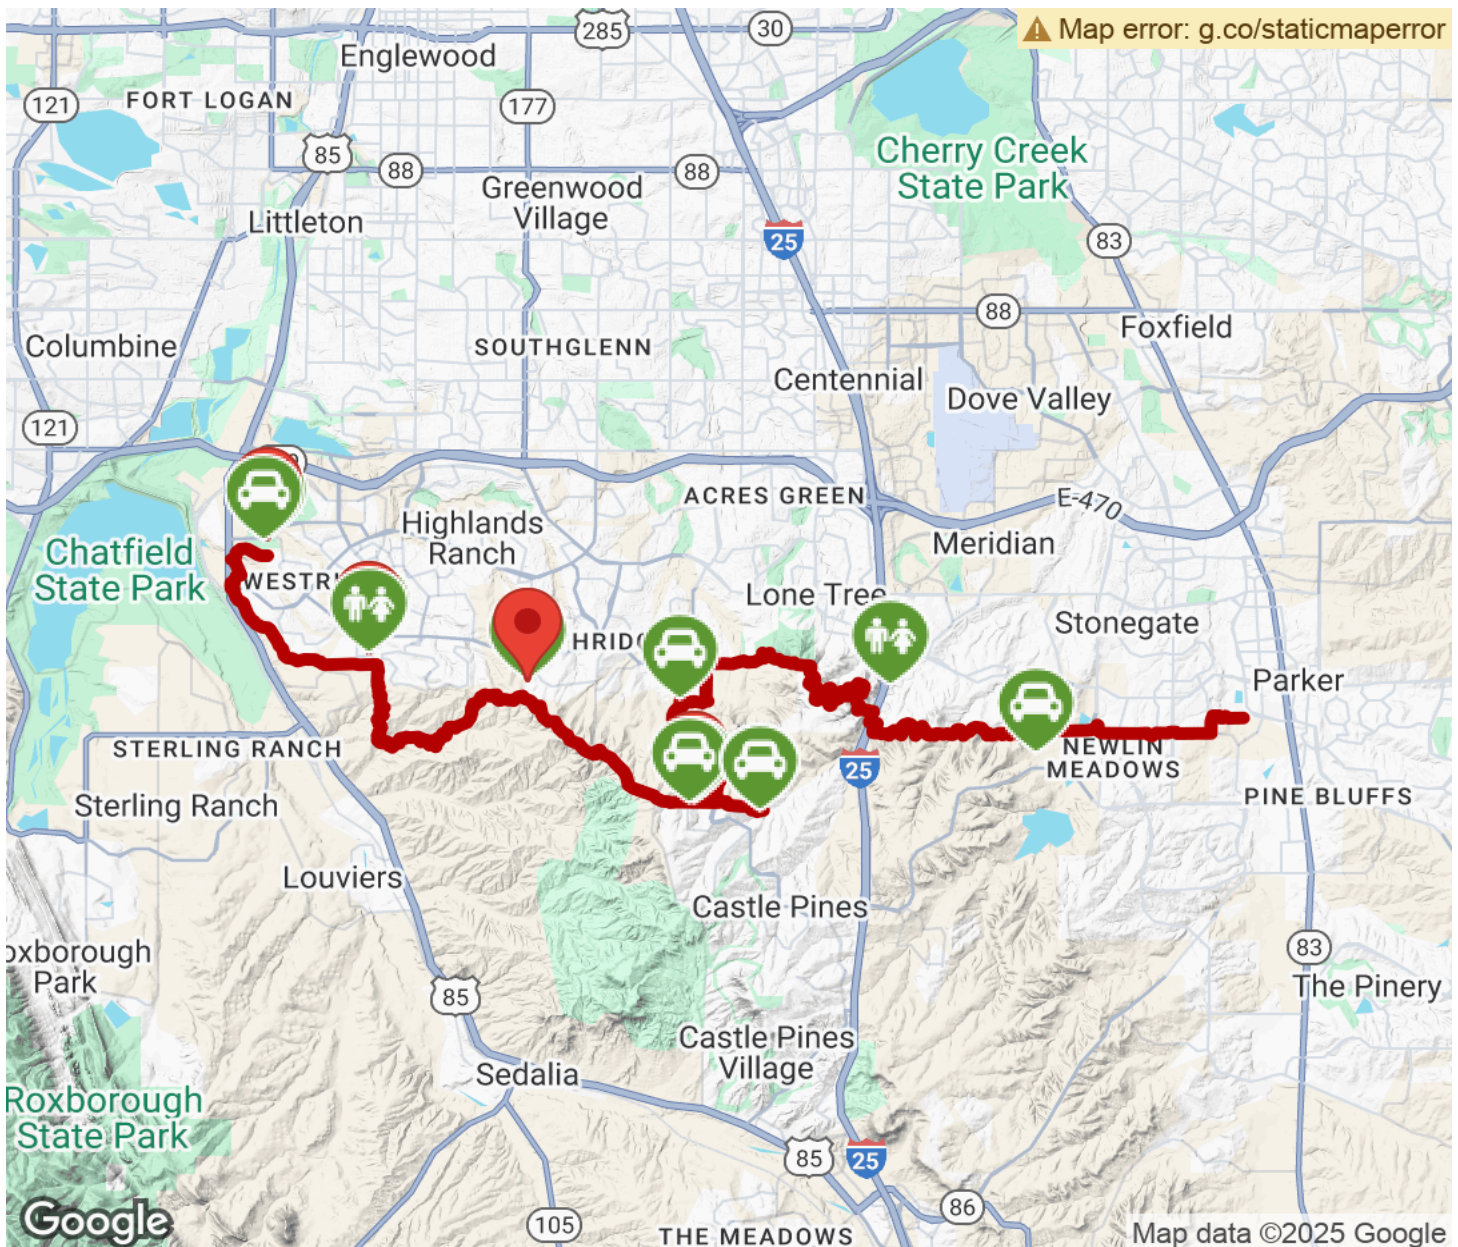 285
30
Map error: g.co/staticmaperror
Englewood
121
FORT LOGAN
177
85
88
88
Cherry Creek
State Park
Greenwood
Village
Littleton
25
83
88
Foxfield
Columbine
SOUTHGLENN
Centennial
Dove Valley
121
ACRES GREEN
E-470
Highlands
Ranch
Meridian
Chatfield
State Park
Lone Tree
Stonegate
Parker
STERLING RANCH
NEWLIN
MEADOWS
25
Sterling Ranch
PINE BLUFFS
Louviers
Castle Pines
83
oxborough
Park
The Pinery
85
Castle Pines
Village
Sedalia
Roxborough
State Park
85
25
86
105
THE MEADOWS
Google
Map data ©2025 Google